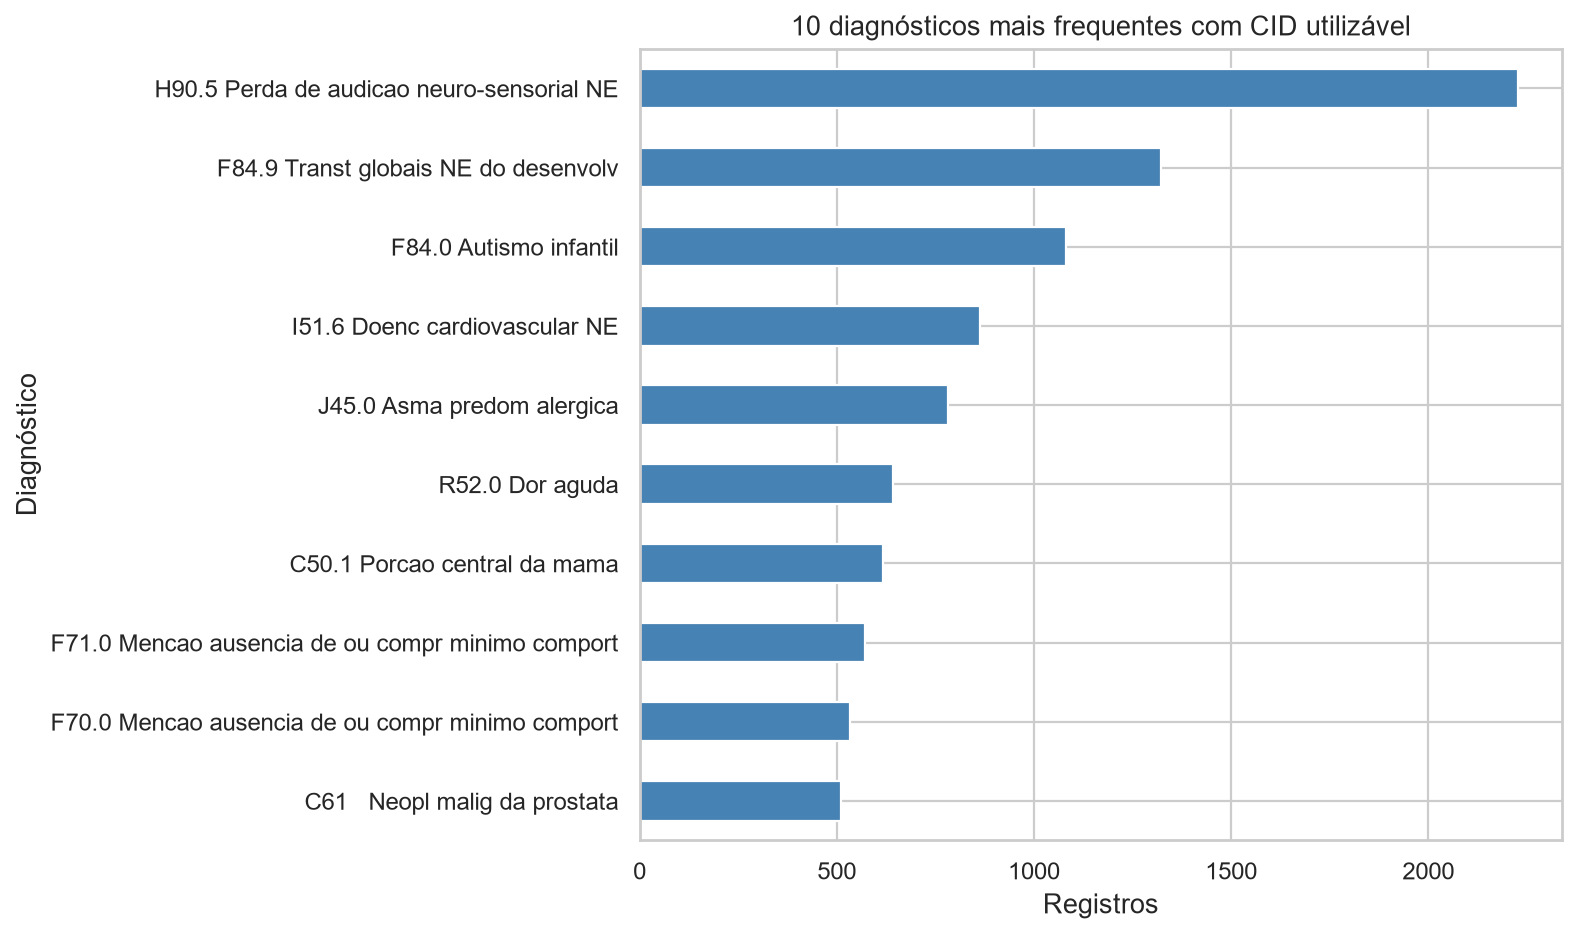 10 diagnósticos mais frequentes com CID utilizável
H90.5 Perda de audicao neuro-sensorial NE
F84.9 Transt globais NE do desenvolv
F84.0 Autismo infantil
I51.6 Doenc cardiovascular NE
J45.0 Asma predom alergica
R52.0 Dor aguda
C50.1 Porcao central da mama
F71.0 Mencao ausencia de ou compr minimo comport
F70.0 Mencao ausencia de ou compr minimo comport
C61   Neopl malig da prostata
Diagnóstico
0 500 1000 1500 2000
Registros